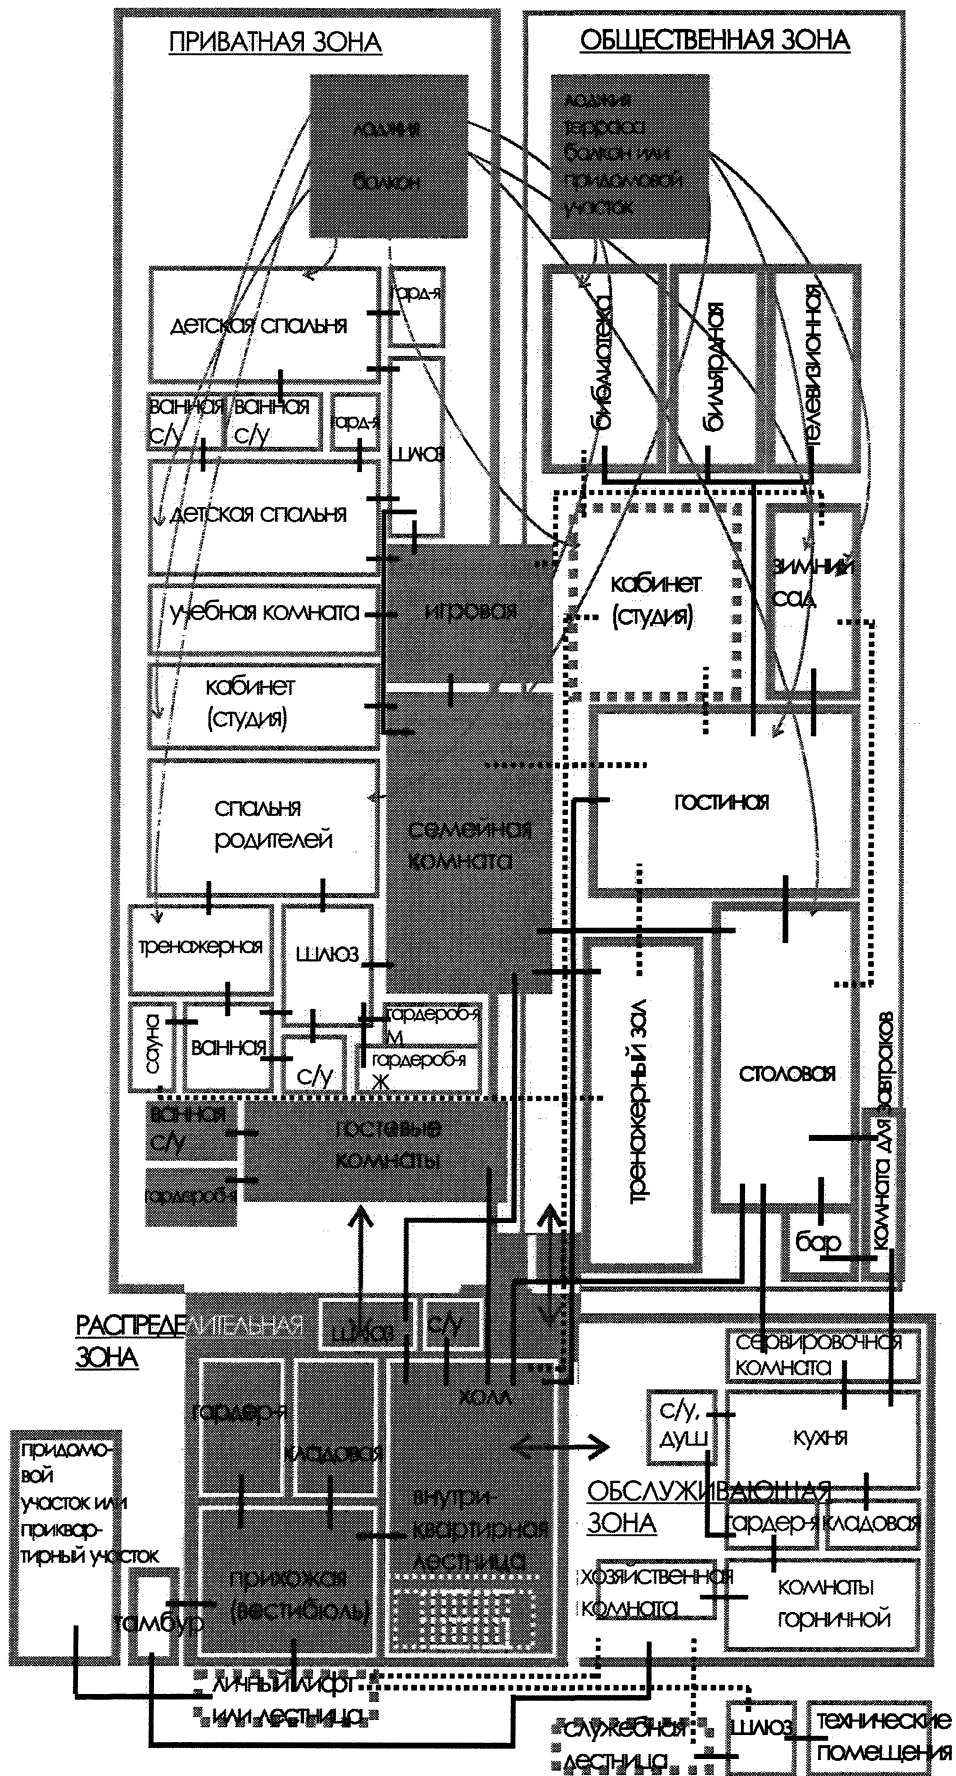 ПРИВАТНАЯ ЗОНА
ОБЩЕСТВЕННАЯ ЗОНА
лоджия
балкон
лоджия
терраса
балкон или
придомовой
участок
детская спальня
гард-я
библиотека
бильярдная
телевизионная
ванная
с/у
ванная
с/у
гард-я
шлюз
детская спальня
учебная комната
игровая
кабинет
(студия)
зимний
сад
кабинет
(студия)
спальня
родителей
семейная
комната
гостиная
тренажерная
шлюз
сауна
ванная
с/у
гардероб-я
М
гардероб-я
Ж
тренажерный зал
столовая
комната для завтраков
бар
ванная
с/у
гостевые
комнаты
гардероб-я
РАСПРЕДЕЛИТЕЛЬНАЯ
ЗОНА
шлюз
с/у
гардер-я
кладовая
холл
внутри-
квартирная
лестница
прихожая
(вестибюль)
придомо-
вой
участок или
приквар-
тирный участок
тамбур
сервировочная
комната
с/у,
душ
кухня
ОБСЛУЖИВАЮЩАЯ
ЗОНА
гардер-я
кладовая
хозяйственная
комната
комнаты
горничной
личный лифт
или лестница
служебная
лестница
шлюз
технические
помещения